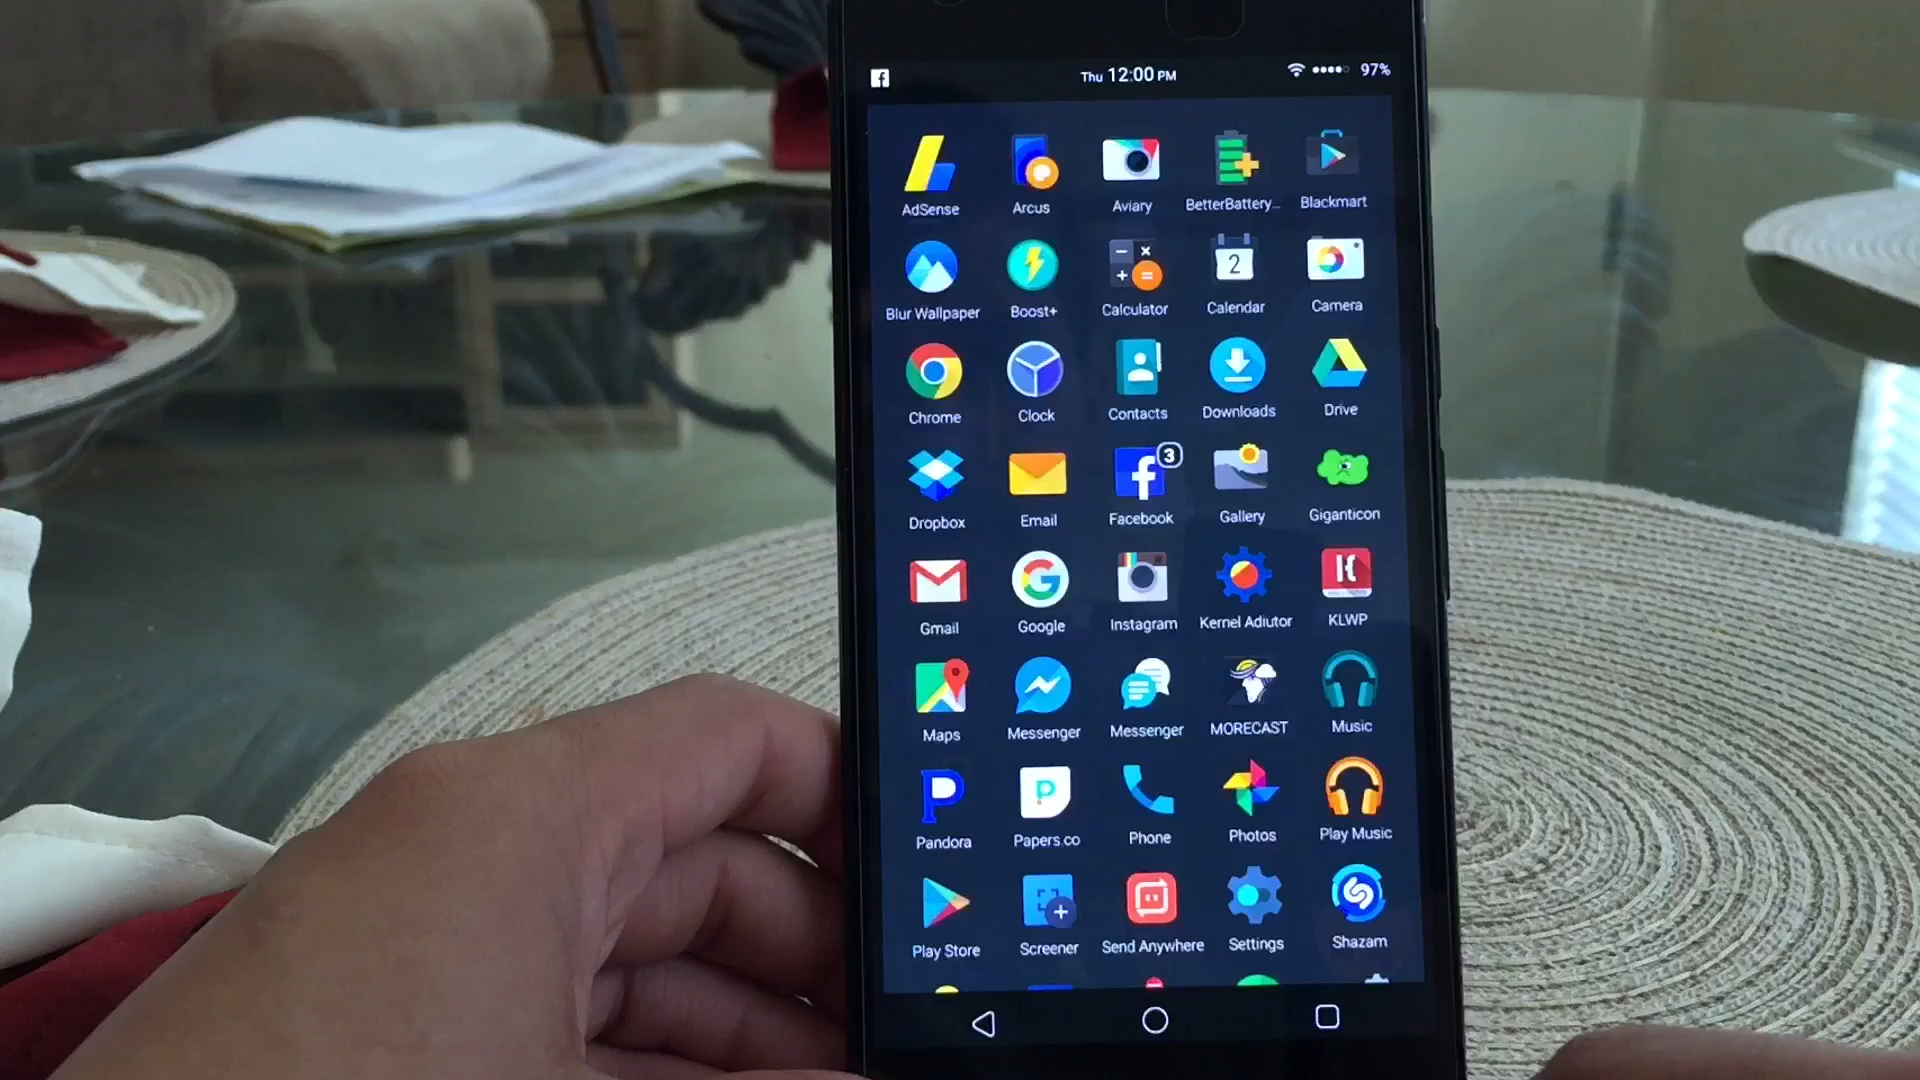 Thu 12:00 PM 97%
AdSense Arcus Aviary BetterBattery... Blackmart
2
Blur Wallpaper Boost+ Calculator Calendar Camera
Chrome Clock Contacts Downloads Drive
3
Dropbox Email Facebook Gallery Giganticon
Gmail Google Instagram Kernel Adiutor KLWP
Maps Messenger Messenger MORECAST Music
Pandora Papers.co Phone Photos Play Music
Play Store Screener Send Anywhere Settings Shazam